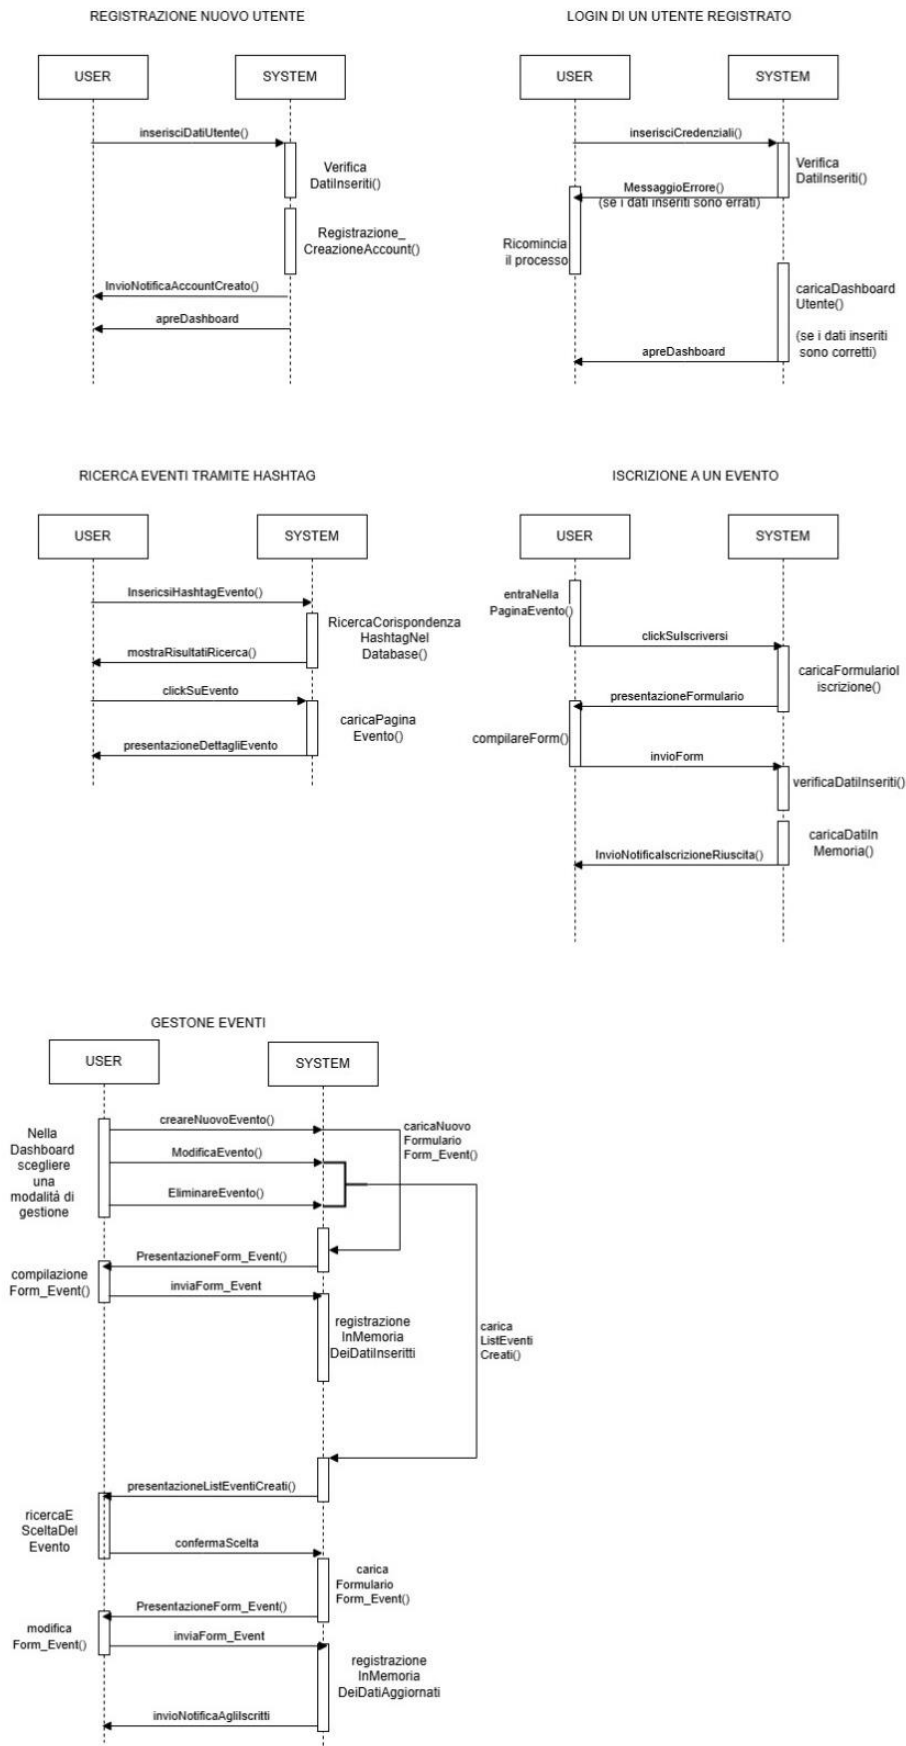 REGISTRAZIONE NUOVO UTENTE
USER
SYSTEM
inserisciDatiUtente()
Verifica
DatiInseriti()
Registrazione_
CreazioneAccount()
InvioNotificaAccountCreato()
apreDashboard
LOGIN DI UN UTENTE REGISTRATO
USER
SYSTEM
inserisciCredenziali()
Verifica
DatiInseriti()
MessaggioErrore()
(se i dati inseriti sono errati)
Ricomincia
il processo
caricaDashboard
Utente()
(se i dati inseriti
sono corretti)
apreDashboard
RICERCA EVENTI TRAMITE HASHTAG
USER
SYSTEM
InsericsiHashtagEvento()
RicercaCorispondenza
HashtagNel
Database()
mostraRisultatiRicerca()
clickSuEvento
caricaPagina
Evento()
presentazioneDettagliEvento
ISCRIZIONE A UN EVENTO
USER
SYSTEM
entraNella
PaginaEvento()
clickSuIscriversi
caricaFormularioI
iscrizione()
presentazioneFormulario
compilareForm()
invioForm
verificaDatiInseriti()
caricaDatiIn
Memoria()
InvioNotificaIscrizioneRiuscita()
GESTONE EVENTI
USER
SYSTEM
Nella
Dashboard
scegliere
una
modalitá di
gestione
creareNuovoEvento()
caricaNuovo
Formulario
Form_Event()
ModificaEvento()
EliminareEvento()
PresentazioneForm_Event()
compilazione
Form_Event()
inviaForm_Event
registrazione
InMemoria
DeiDatiInseritti
carica
ListEventi
Creati()
presentazioneListEventiCreati()
ricercaE
SceltaDel
Evento
confermaScelta
carica
Formulario
Form_Event()
PresentazioneForm_Event()
modifica
Form_Event()
inviaForm_Event
registrazione
InMemoria
DeiDatiAggiornati
invioNotificaAgliIscritti